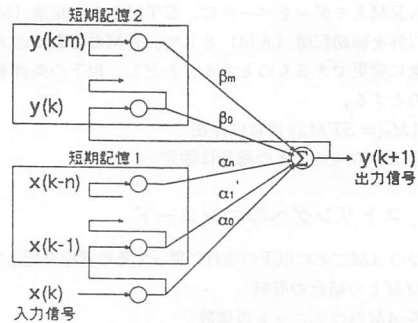 短期記憶2
y(k-m)
βm
y(k)
β0
Σ
y(k+1)
出力信号
短期記憶1
x(k-n)
αn
α1
x(k-1)
α0
x(k)
入力信号